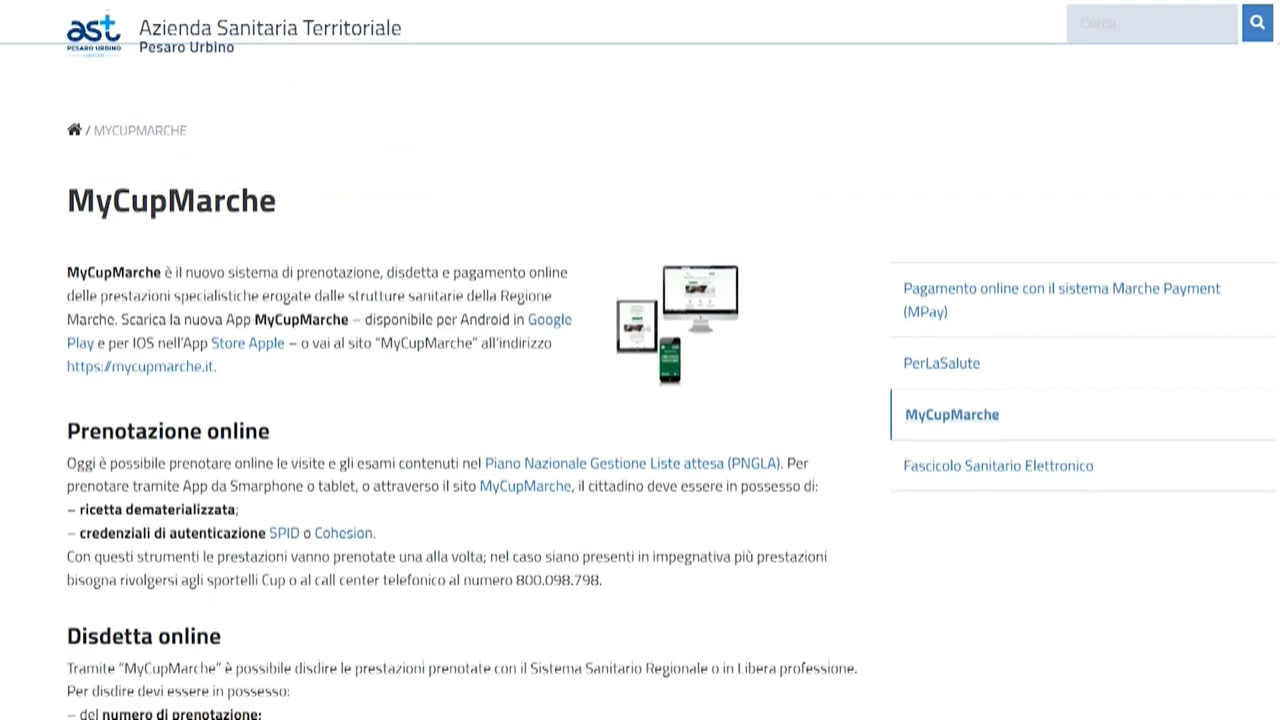 ast
PESARO URBINO
Azienda Sanitaria Territoriale
Pesaro Urbino
Cerca
/ MYCUPMARCHE
MyCupMarche
MyCupMarche è il nuovo sistema di prenotazione, disdetta e pagamento online
delle prestazioni specialistiche erogate dalle strutture sanitarie della Regione
Marche. Scarica la nuova App MyCupMarche – disponibile per Android in Google
Play e per IOS nell'App Store Apple – o vai al sito "MyCupMarche" all'indirizzo
https://mycupmarche.it.
Pagamento online con il sistema Marche Payment
(MPay)
PerLaSalute
MyCupMarche
Fascicolo Sanitario Elettronico
Prenotazione online
Oggi è possibile prenotare online le visite e gli esami contenuti nel Piano Nazionale Gestione Liste attesa (PNGLA). Per
prenotare tramite App da Smarphone o tablet, o attraverso il sito MyCupMarche, il cittadino deve essere in possesso di:
– ricetta dematerializzata;
– credenziali di autenticazione SPID o Cohesion.
Con questi strumenti le prestazioni vanno prenotate una alla volta; nel caso siano presenti in impegnativa più prestazioni
bisogna rivolgersi agli sportelli Cup o al call center telefonico al numero 800.098.798.
Disdetta online
Tramite "MyCupMarche" è possibile disdire le prestazioni prenotate con il Sistema Sanitario Regionale o in Libera professione.
Per disdire devi essere in possesso:
– del numero di prenotazione;